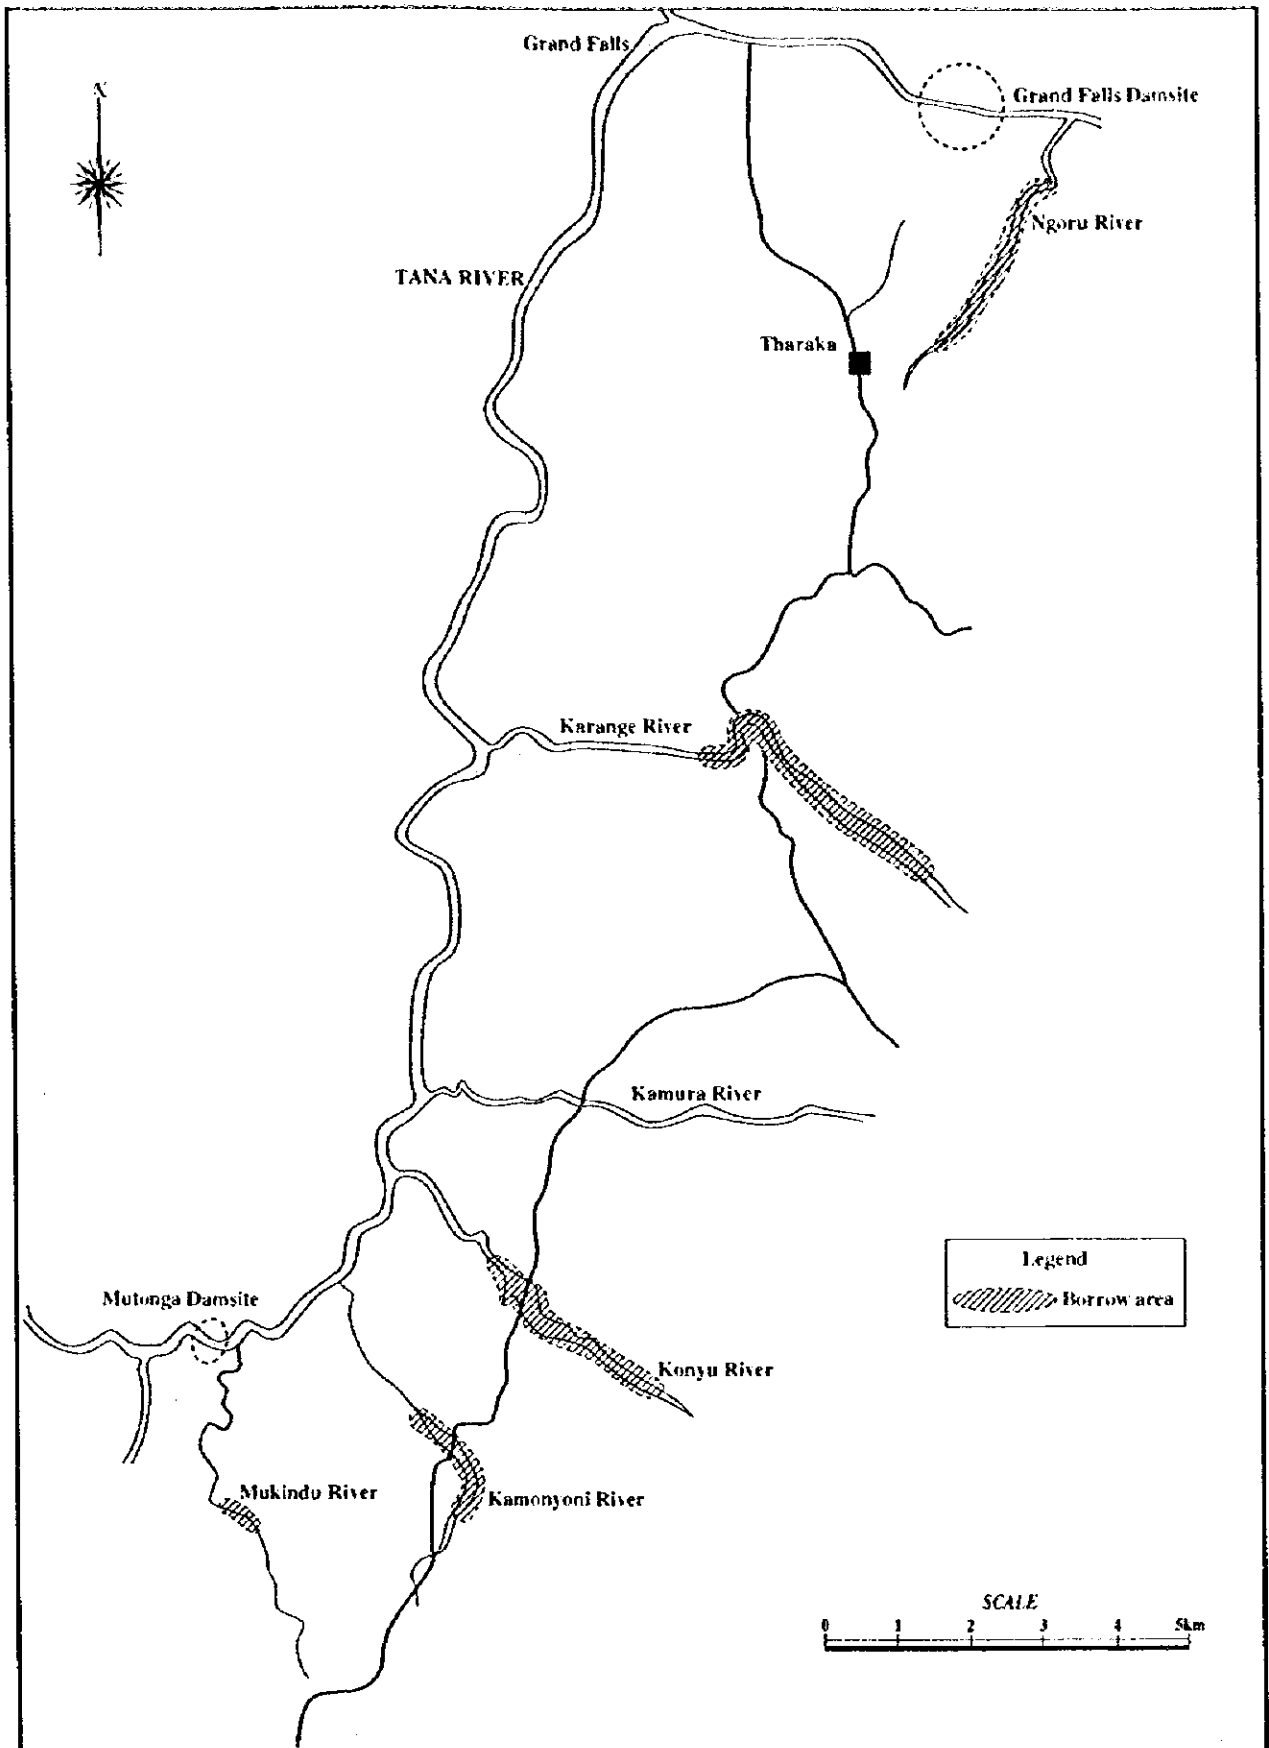 Grand Falls
N
Grand Falls Damsite
Ngoru River
TANA RIVER
Tharaka
Karange River
Kamura River
Legend
Borrow area
Mutonga Damsite
Konyu River
Mukindu River
Kamonyoni River
SCALE
0 1 2 3 4 5km